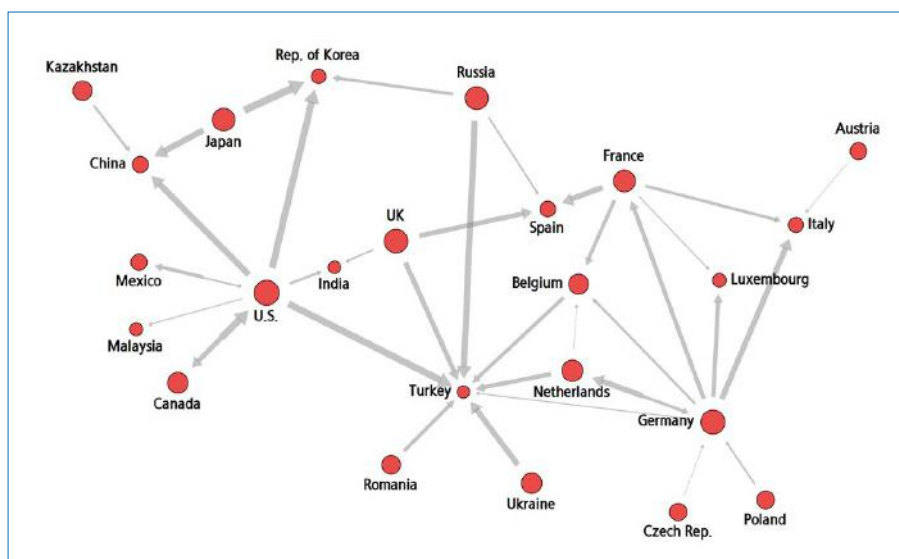 Rep. of Korea
Kazakhstan
Russia
Austria
Japan
France
China
UK
Spain
Italy
Mexico
India
Belgium
Luxembourg
U.S.
Malaysia
Canada
Turkey
Netherlands
Germany
Romania
Ukraine
Czech Rep.
Poland